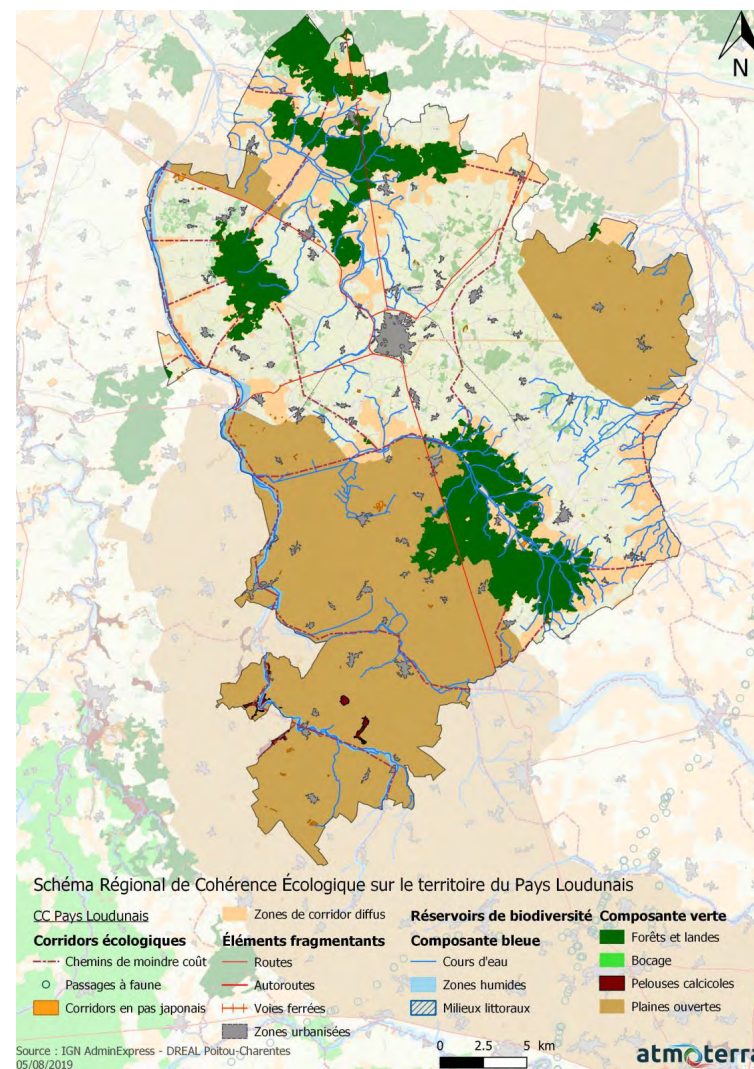 N
Schéma Régional de Cohérence Écologique sur le territoire du Pays Loudunais
CC Pays Loudunais
Corridors écologiques
Chemins de moindre coût
Passages à faune
Corridors en pas japonais
Zones de corridor diffus
Éléments fragmentants
Routes
Autoroutes
Voies ferrées
Zones urbanisées
Réservoirs de biodiversité
Composante bleue
Cours d'eau
Zones humides
Milieux littoraux
Composante verte
Forêts et landes
Bocage
Pelouses calcicoles
Plaines ouvertes
0 2.5 5 km
Source : IGN AdminExpress - DREAL Poitou-Charentes
05/08/2019
atmoterra